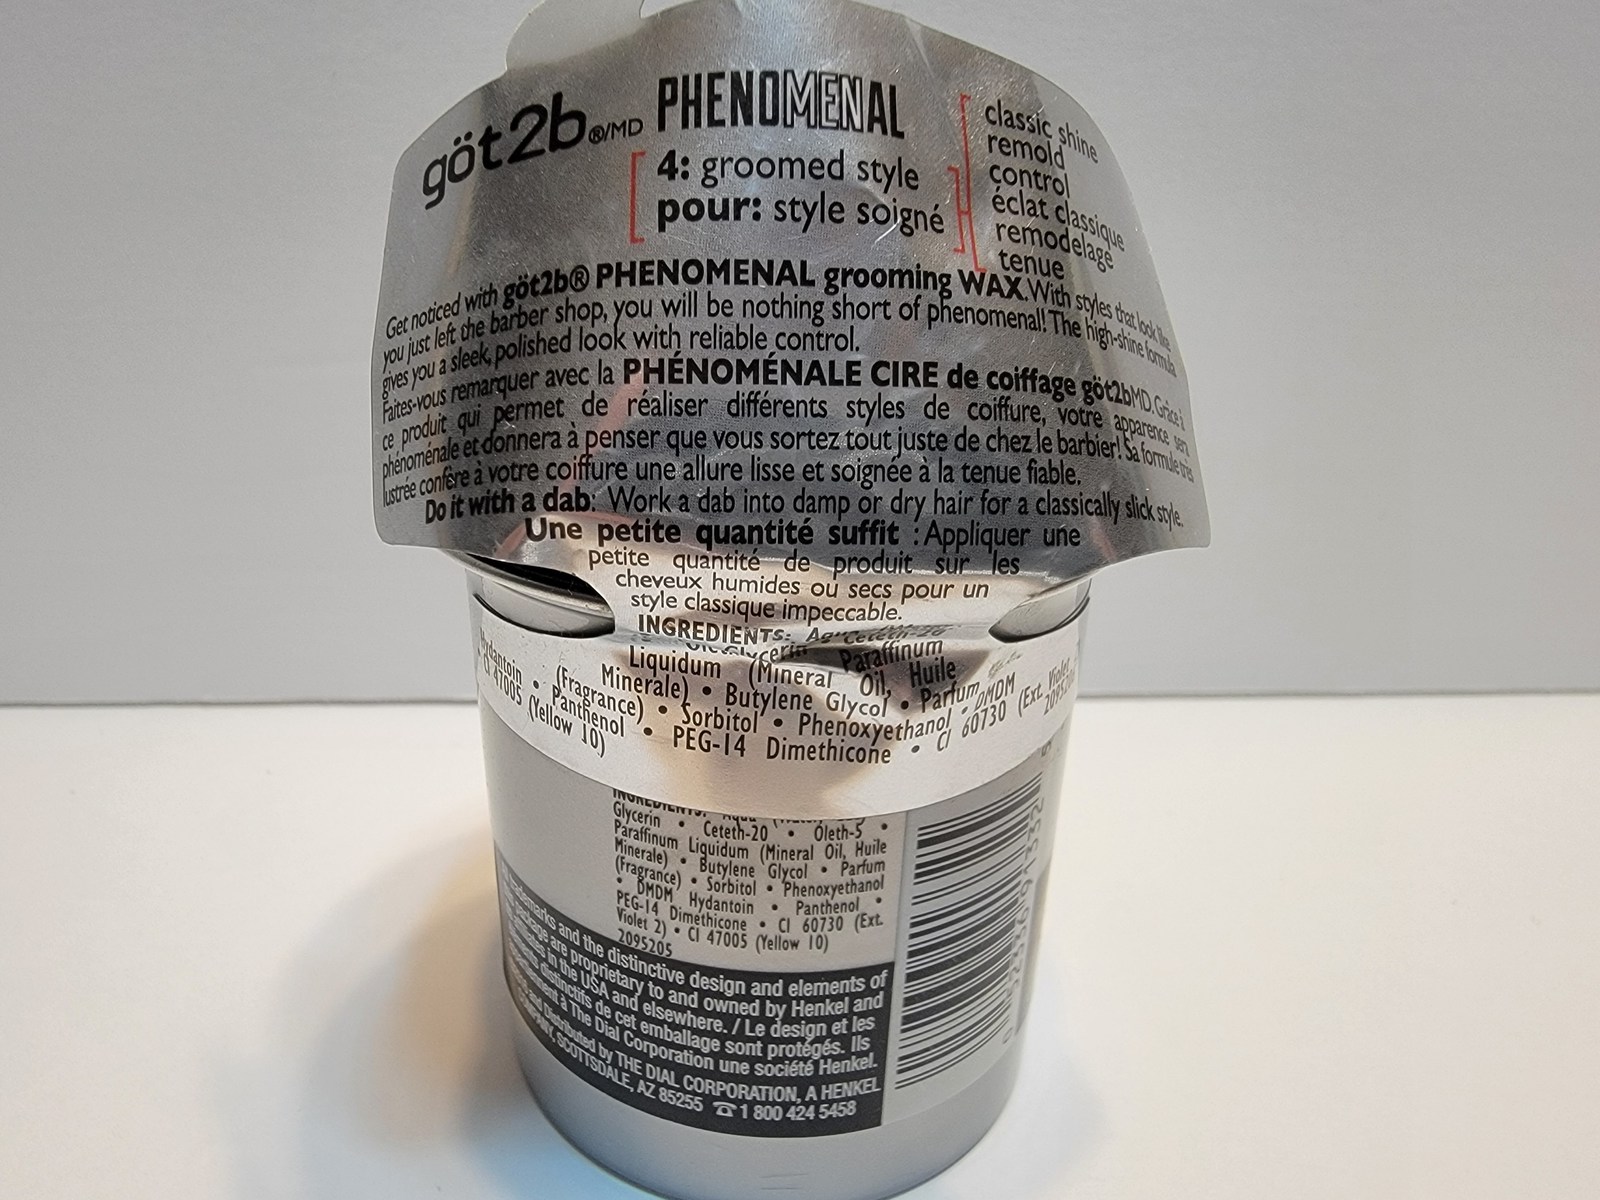 göt2b®/MD PHENOMENAL
4: groomed style
pour: style soigné
classic shine
remold
control
éclat classique
remodelage
tenue
Get noticed with göt2b® PHENOMENAL grooming WAX. With styles that look like
you just left the barber shop, you will be nothing short of phenomenal! The high-shine formula
gives you a sleek, polished look with reliable control.
Faites-vous remarquer avec la PHÉNOMÉNALE CIRE de coiffage göt2bMD. Grâce à
ce produit qui permet de réaliser différents styles de coiffure, votre apparence sera
phénoménale et donnera à penser que vous sortez tout juste de chez le barbier! Sa formule très
lustrée confère à votre coiffure une allure lisse et soignée à la tenue fiable.
Do it with a dab: Work a dab into damp or dry hair for a classically slick style.
Une petite quantité suffit : Appliquer une
petite quantité de produit sur les
cheveux humides ou secs pour un
style classique impeccable.
INGREDIENTS: Ceteth-20
Paraffinum
Liquidum (Mineral Oil, Huile
Minerale) • Butylene Glycol • Parfum
(Fragrance) • Sorbitol • Phenoxyethanol • DMDM
Hydantoin • Panthenol • PEG-14 Dimethicone • CI 60730 (Ext. Violet
CI 47005 (Yellow 10)
INGREDIENTS: Aqua
Glycerin • Ceteth-20 • Oleth-5 •
Paraffinum Liquidum (Mineral Oil, Huile
Minerale) • Butylene Glycol • Parfum
(Fragrance) • Sorbitol • Phenoxyethanol
• DMDM Hydantoin • Panthenol •
PEG-14 Dimethicone • CI 60730 (Ext.
Violet 2) • CI 47005 (Yellow 10)
2095205
trademarks and the distinctive design and elements of
package are proprietary to and owned by Henkel and
in the USA and elsewhere. / Le design et les
distinctifs de cet emballage sont protégés. Ils
à The Dial Corporation une société Henkel.
and Distributed by THE DIAL CORPORATION, A HENKEL
COMPANY, SCOTTSDALE, AZ 85255 ☎1 800 424 5458